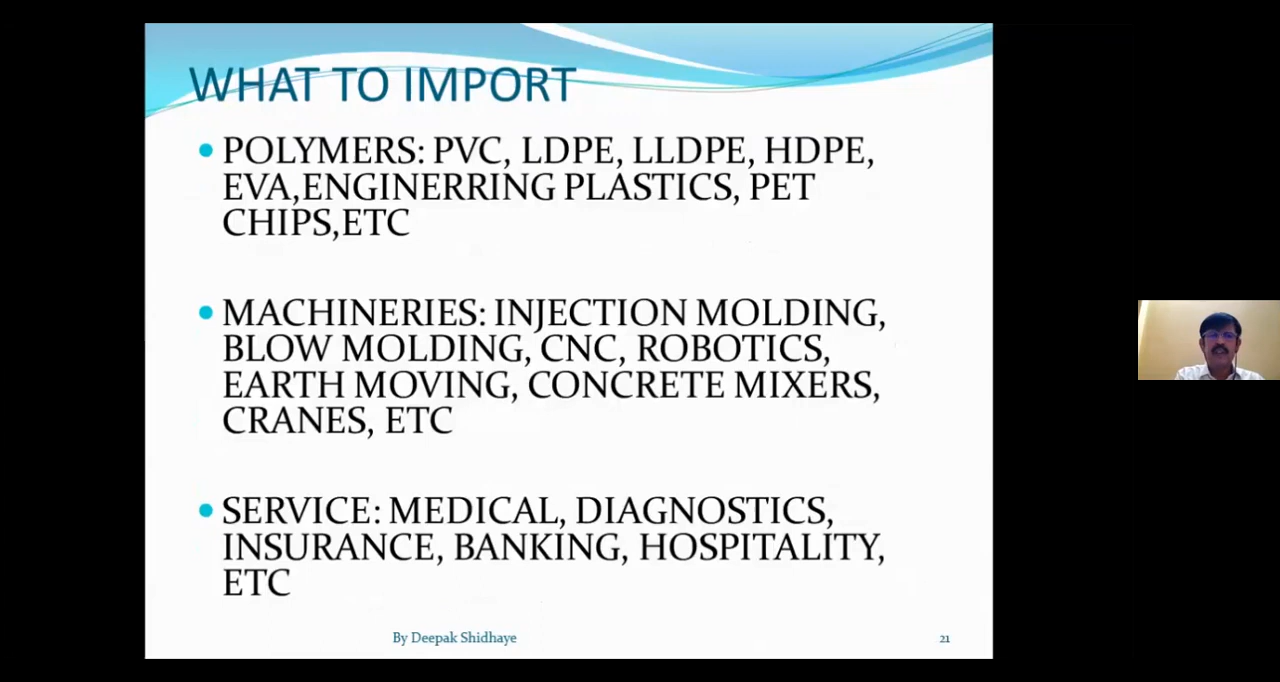 WHAT TO IMPORT
• POLYMERS: PVC, LDPE, LLDPE, HDPE,
EVA,ENGINERRING PLASTICS, PET
CHIPS,ETC
• MACHINERIES: INJECTION MOLDING,
BLOW MOLDING, CNC, ROBOTICS,
EARTH MOVING, CONCRETE MIXERS,
CRANES, ETC
• SERVICE: MEDICAL, DIAGNOSTICS,
INSURANCE, BANKING, HOSPITALITY,
ETC
By Deepak Shidhaye
21